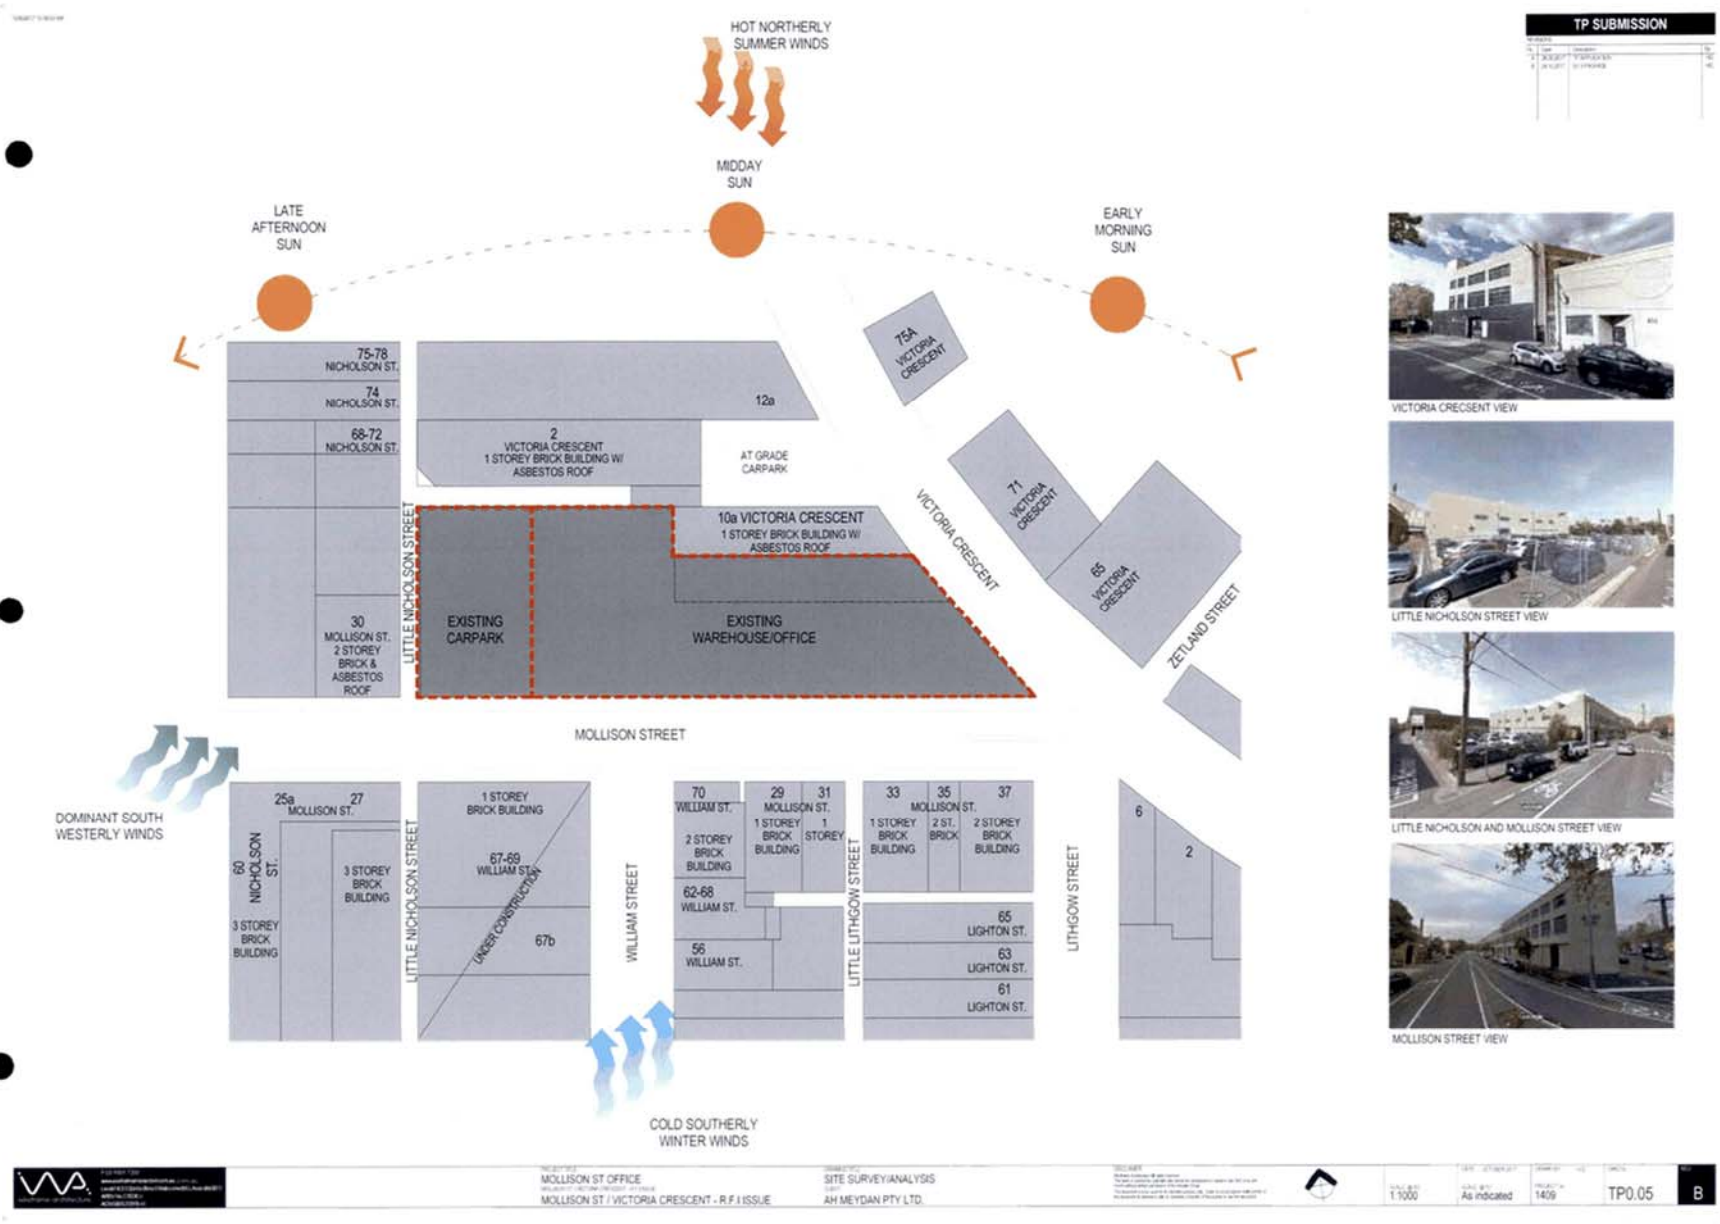 TP SUBMISSION
HOT NORTHERLY
SUMMER WINDS
MIDDAY
SUN
LATE
AFTERNOON
SUN
EARLY
MORNING
SUN
75-78
NICHOLSON ST.
74
NICHOLSON ST.
68-72
NICHOLSON ST.
12a
2
VICTORIA CRESCENT
1 STOREY BRICK BUILDING W/
ASBESTOS ROOF
AT GRADE
CARPARK
75A
VICTORIA
CRESCENT
71
VICTORIA
CRESCENT
65
VICTORIA
CRESCENT
VICTORIA CRESCENT
ZETLAND STREET
10a VICTORIA CRESCENT
1 STOREY BRICK BUILDING W/
ASBESTOS ROOF
LITTLE NICHOLSON STREET
EXISTING
CARPARK
EXISTING
WAREHOUSE/OFFICE
30
MOLLISON ST.
2 STOREY
BRICK &
ASBESTOS
ROOF
MOLLISON STREET
DOMINANT SOUTH
WESTERLY WINDS
25a
27
MOLLISON ST.
60
NICHOLSON
ST.
3 STOREY
BRICK
BUILDING
3 STOREY
BRICK
BUILDING
LITTLE NICHOLSON STREET
1 STOREY
BRICK BUILDING
67-69
WILLIAM ST.
UNDER CONSTRUCTION
67b
WILLIAM STREET
70
WILLIAM ST.
2 STOREY
BRICK
BUILDING
62-68
WILLIAM ST.
56
WILLIAM ST.
29
31
MOLLISON ST.
1 STOREY
BRICK
BUILDING
1
STOREY
LITTLE LITHGOW STREET
33
35
37
MOLLISON ST.
1 STOREY
BRICK
BUILDING
2 ST.
BRICK
2 STOREY
BRICK
BUILDING
65
LIGHTON ST.
63
LIGHTON ST.
61
LIGHTON ST.
LITHGOW STREET
6
2
COLD SOUTHERLY
WINTER WINDS
VICTORIA CRECSENT VIEW
LITTLE NICHOLSON STREET VIEW
LITTLE NICHOLSON AND MOLLISON STREET VIEW
MOLLISON STREET VIEW
MOLLISON ST OFFICE
MOLLISON ST / VICTORIA CRESCENT - R.F.I ISSUE
SITE SURVEY/ANALYSIS
AH MEYDAN PTY LTD.
1:1000
As indicated
1409
TP0.05
B